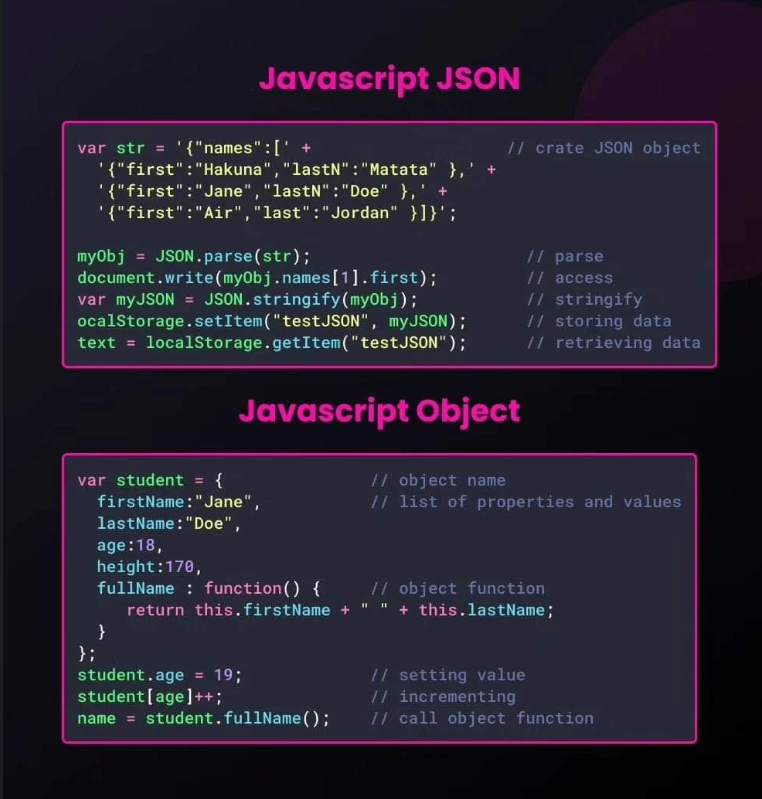 Javascript JSON
var str = '{"names":[' + // crate JSON object
'{"first":"Hakuna","lastN":"Matata" },' +
'{"first":"Jane","lastN":"Doe" },' +
'{"first":"Air","last":"Jordan" }]}';
myObj = JSON.parse(str); // parse
document.write(myObj.names[1].first); // access
var myJSON = JSON.stringify(myObj); // stringify
ocalStorage.setItem("testJSON", myJSON); // storing data
text = localStorage.getItem("testJSON"); // retrieving data
Javascript Object
var student = { // object name
firstName:"Jane", // list of properties and values
lastName:"Doe",
age:18,
height:170,
fullName : function() { // object function
return this.firstName + " " + this.lastName;
}
};
student.age = 19; // setting value
student[age]++; // incrementing
name = student.fullName(); // call object function